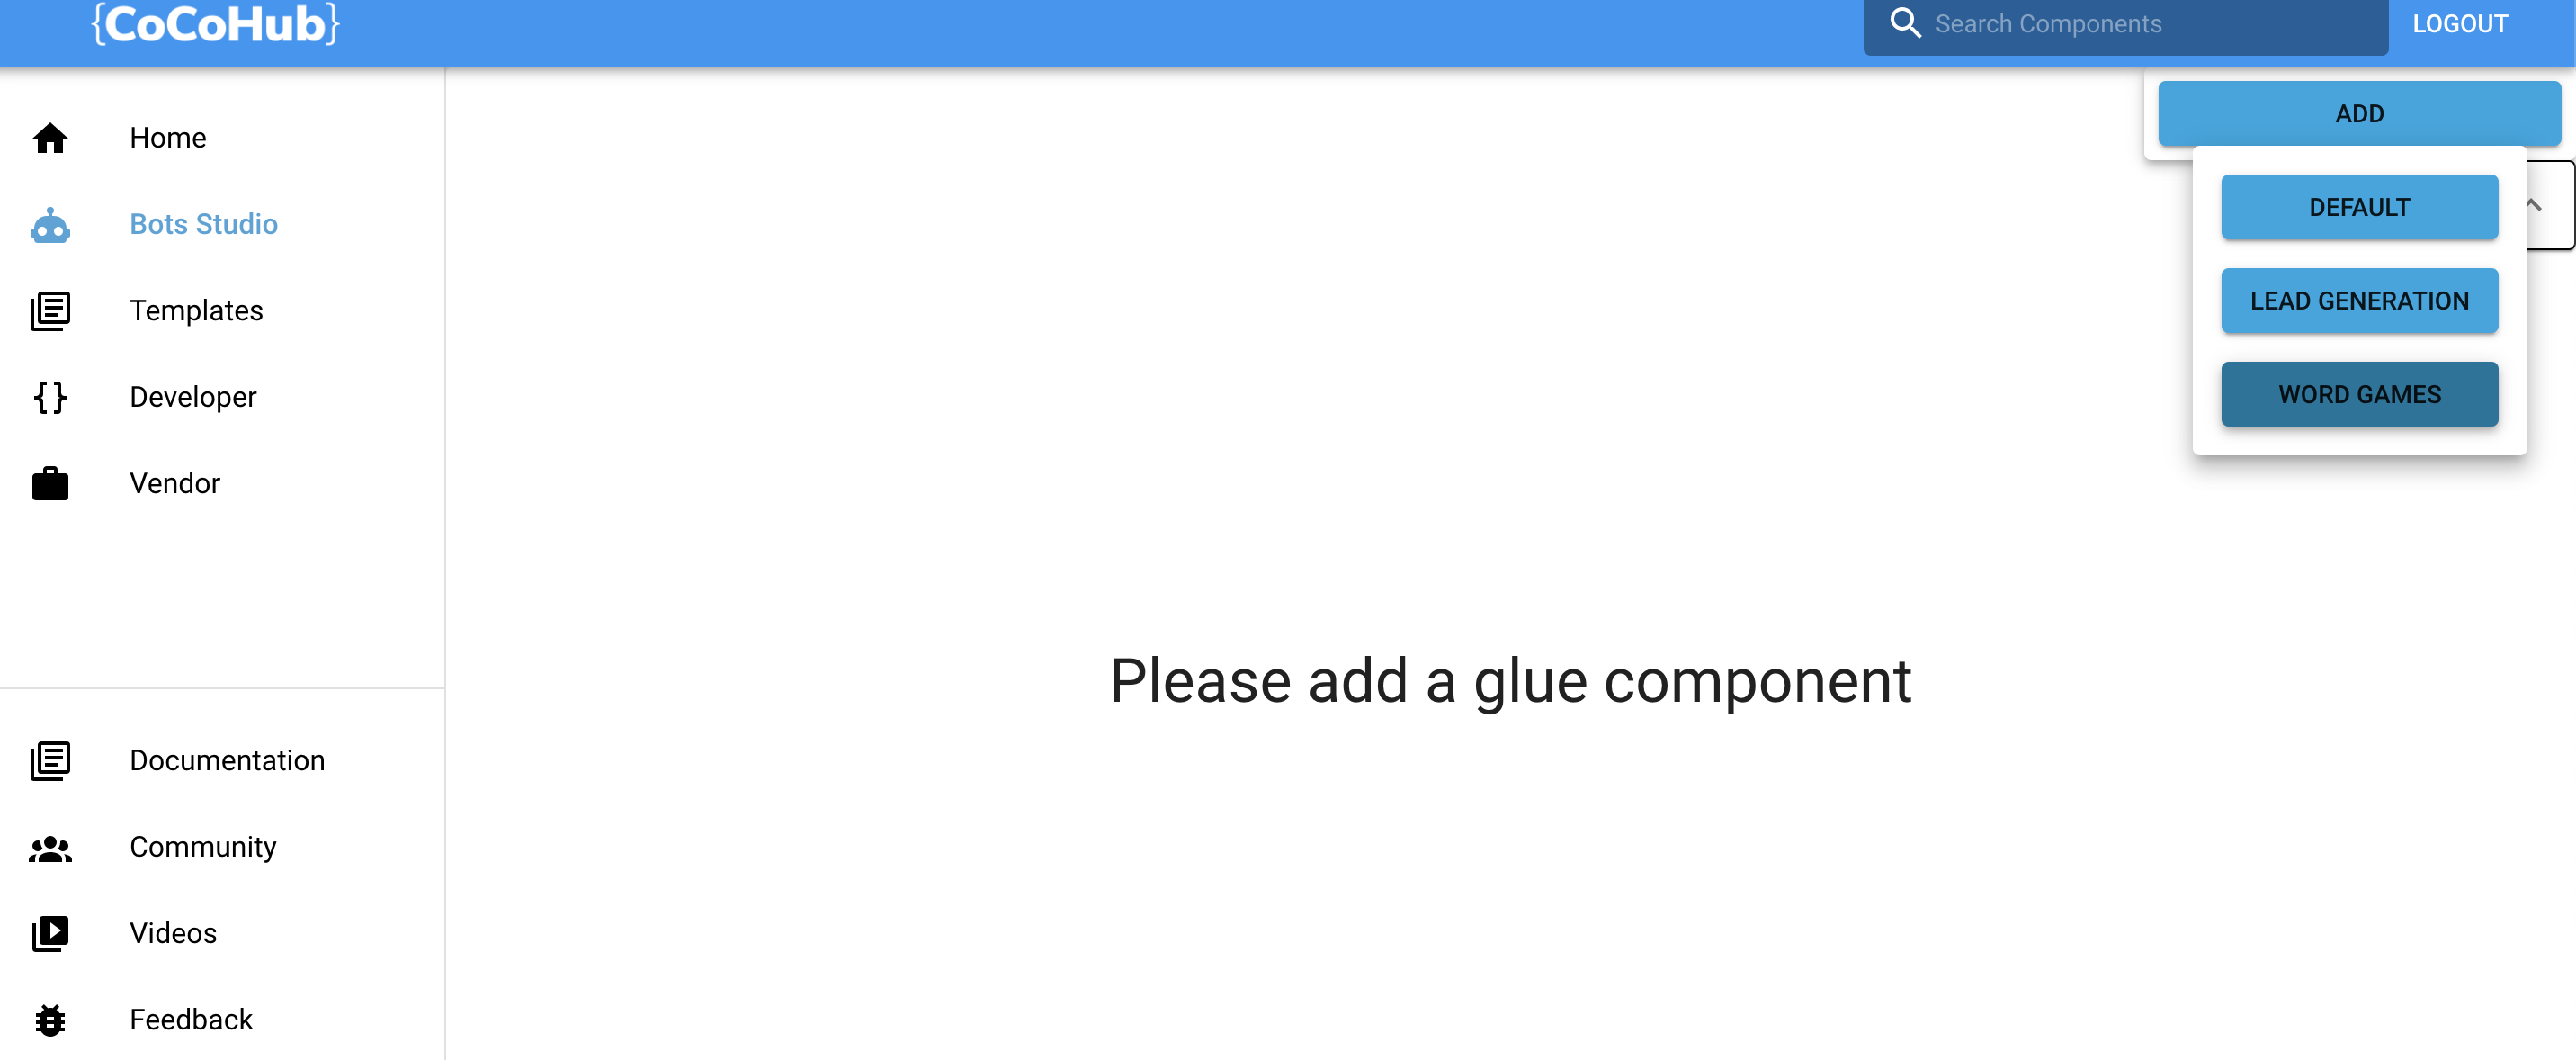 {CoCoHub}
Search Components
LOGOUT
Home
Bots Studio
Templates
Developer
Vendor
Documentation
Community
Videos
Feedback
ADD
DEFAULT
LEAD GENERATION
WORD GAMES
Please add a glue component